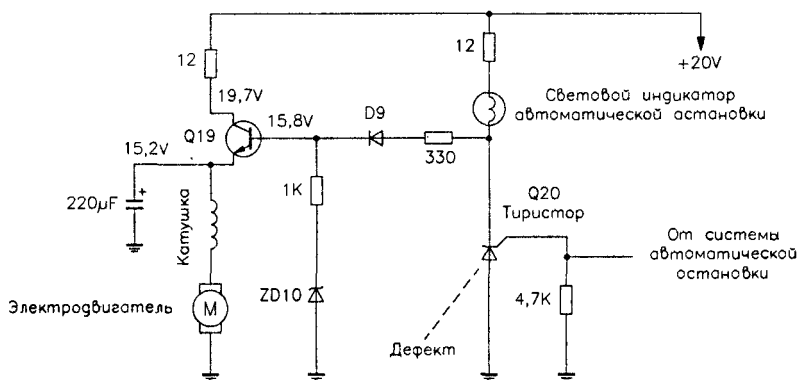 12
12
+20V
19,7V
Световой индикатор
автоматической астановки
D9
Q19
15,8V
15,2V
330
220µF
+
1K
Q20
Тиристор
Катушка
От системы
автоматической
остановки
Электродвигатель
M
ZD10
4,7K
Дефект